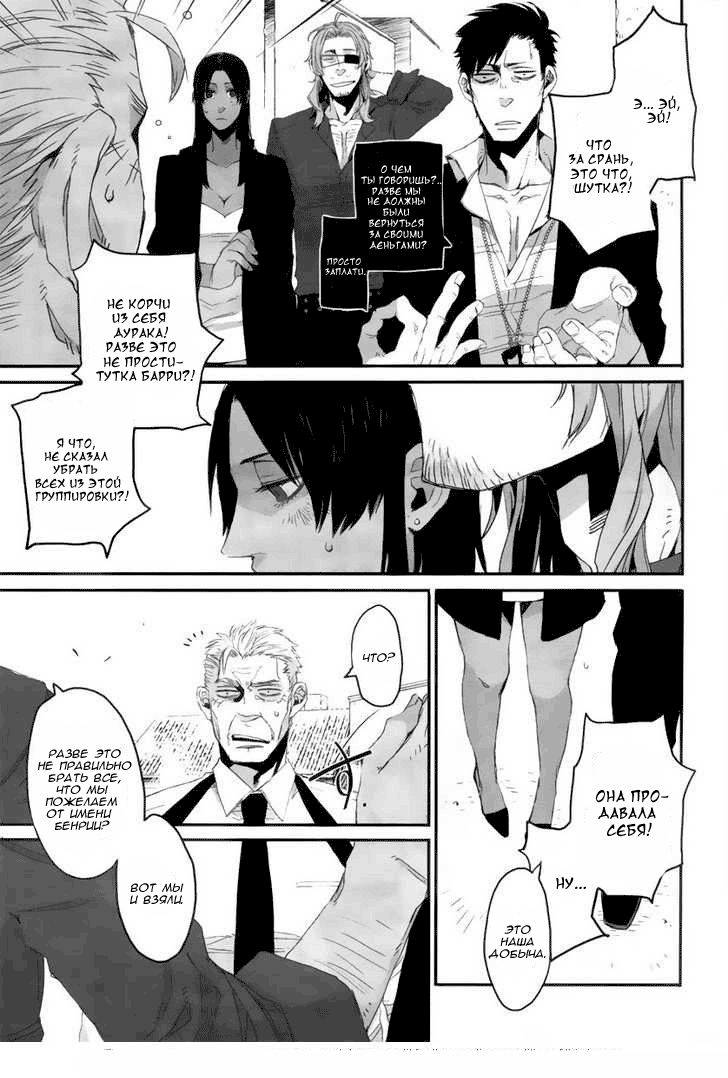 Э... ЭЙ,
ЭЙ!
ЧТО
ЗА СРАНЬ,
ЭТО ЧТО,
ШУТКА?!
О ЧЕМ
ТЫ ГОВОРИШЬ?..
РАЗВЕ МЫ
НЕ ДОЛЖНЫ
БЫЛИ
ВЕРНУТЬСЯ
ЗА СВОИМИ
ДЕНЬГАМИ?
ПРОСТО
ЗАПЛАТИ.
НЕ КОРЧИ
ИЗ СЕБЯ
ДУРАКА!
РАЗВЕ ЭТО
НЕ ПРОСТИ-
ТУТКА БАРРИ?!
Я ЧТО,
НЕ СКАЗАЛ
УБРАТЬ
ВСЕХ ИЗ ЭТОЙ
ГРУППИРОВКИ?!
ОНА ПРО-
ДАВАЛА
СЕБЯ!
НУ...
ЭТО
НАША
ДОБЫЧА.
ЧТО?
РАЗВЕ ЭТО
НЕ ПРАВИЛЬНО
БРАТЬ ВСЕ,
ЧТО МЫ
ПОЖЕЛАЕМ
ОТ ИМЕНИ
БЕНРИИ?
ВОТ МЫ
И ВЗЯЛИ.